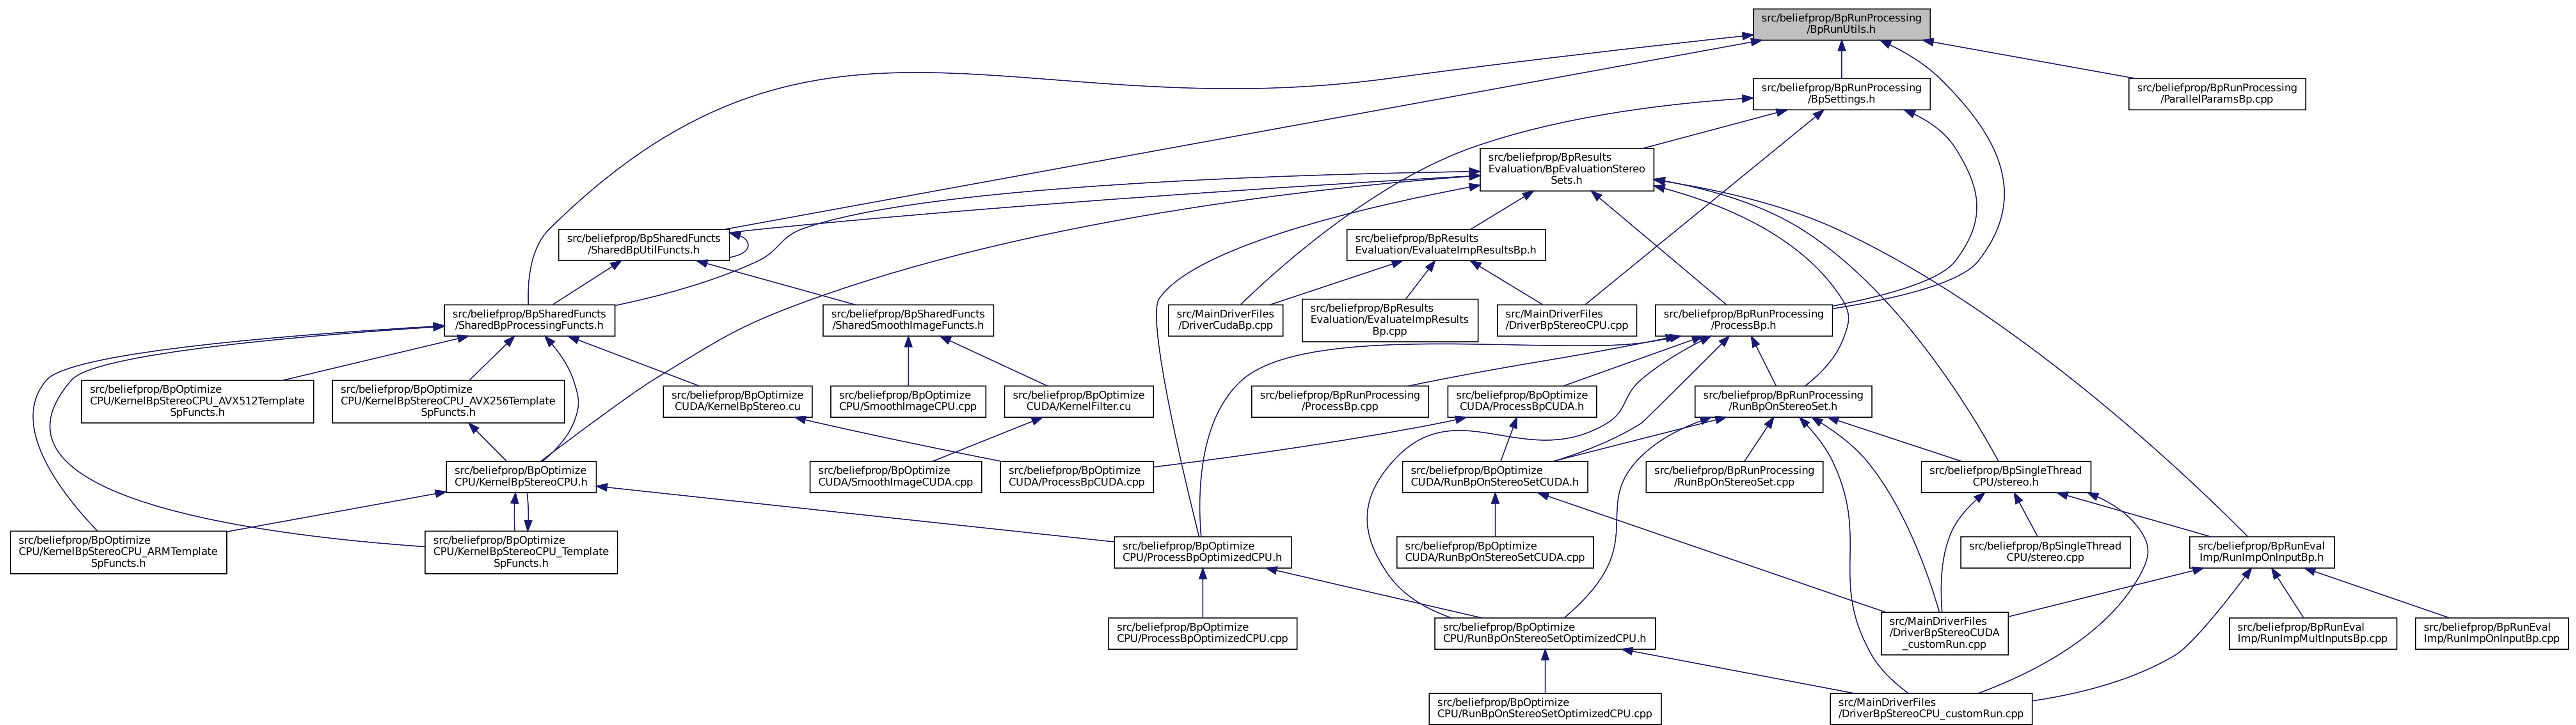 src/beliefprop/BpRunProcessing
/BpRunUtils.h
src/beliefprop/BpRunProcessing
/BpSettings.h
src/beliefprop/BpRunProcessing
/ParallelParamsBp.cpp
src/beliefprop/BpResults
Evaluation/BpEvaluationStereo
Sets.h
src/beliefprop/BpSharedFuncts
/SharedBpUtilFuncts.h
src/beliefprop/BpResults
Evaluation/EvaluateImpResultsBp.h
src/beliefprop/BpSharedFuncts
/SharedBpProcessingFuncts.h
src/beliefprop/BpSharedFuncts
/SharedSmoothImageFuncts.h
src/MainDriverFiles
/DriverCudaBp.cpp
src/beliefprop/BpResults
Evaluation/EvaluateImpResults
Bp.cpp
src/MainDriverFiles
/DriverBpStereoCPU.cpp
src/beliefprop/BpRunProcessing
/ProcessBp.h
src/beliefprop/BpOptimize
CPU/KernelBpStereoCPU_AVX512Template
SpFuncts.h
src/beliefprop/BpOptimize
CPU/KernelBpStereoCPU_AVX256Template
SpFuncts.h
src/beliefprop/BpOptimize
CUDA/KernelBpStereo.cu
src/beliefprop/BpOptimize
CPU/SmoothImageCPU.cpp
src/beliefprop/BpOptimize
CUDA/KernelFilter.cu
src/beliefprop/BpRunProcessing
/ProcessBp.cpp
src/beliefprop/BpOptimize
CUDA/ProcessBpCUDA.h
src/beliefprop/BpRunProcessing
/RunBpOnStereoSet.h
src/beliefprop/BpOptimize
CPU/KernelBpStereoCPU.h
src/beliefprop/BpOptimize
CUDA/SmoothImageCUDA.cpp
src/beliefprop/BpOptimize
CUDA/ProcessBpCUDA.cpp
src/beliefprop/BpOptimize
CUDA/RunBpOnStereoSetCUDA.h
src/beliefprop/BpRunProcessing
/RunBpOnStereoSet.cpp
src/beliefprop/BpSingleThread
CPU/stereo.h
src/beliefprop/BpOptimize
CPU/KernelBpStereoCPU_ARMTemplate
SpFuncts.h
src/beliefprop/BpOptimize
CPU/KernelBpStereoCPU_Template
SpFuncts.h
src/beliefprop/BpOptimize
CPU/ProcessBpOptimizedCPU.h
src/beliefprop/BpOptimize
CUDA/RunBpOnStereoSetCUDA.cpp
src/beliefprop/BpSingleThread
CPU/stereo.cpp
src/beliefprop/BpRunEval
Imp/RunImpOnInputBp.h
src/beliefprop/BpOptimize
CPU/ProcessBpOptimizedCPU.cpp
src/beliefprop/BpOptimize
CPU/RunBpOnStereoSetOptimizedCPU.h
src/MainDriverFiles
/DriverBpStereoCUDA
_customRun.cpp
src/beliefprop/BpRunEval
Imp/RunImpMultInputsBp.cpp
src/beliefprop/BpRunEval
Imp/RunImpOnInputBp.cpp
src/beliefprop/BpOptimize
CPU/RunBpOnStereoSetOptimizedCPU.cpp
src/MainDriverFiles
/DriverBpStereoCPU_customRun.cpp